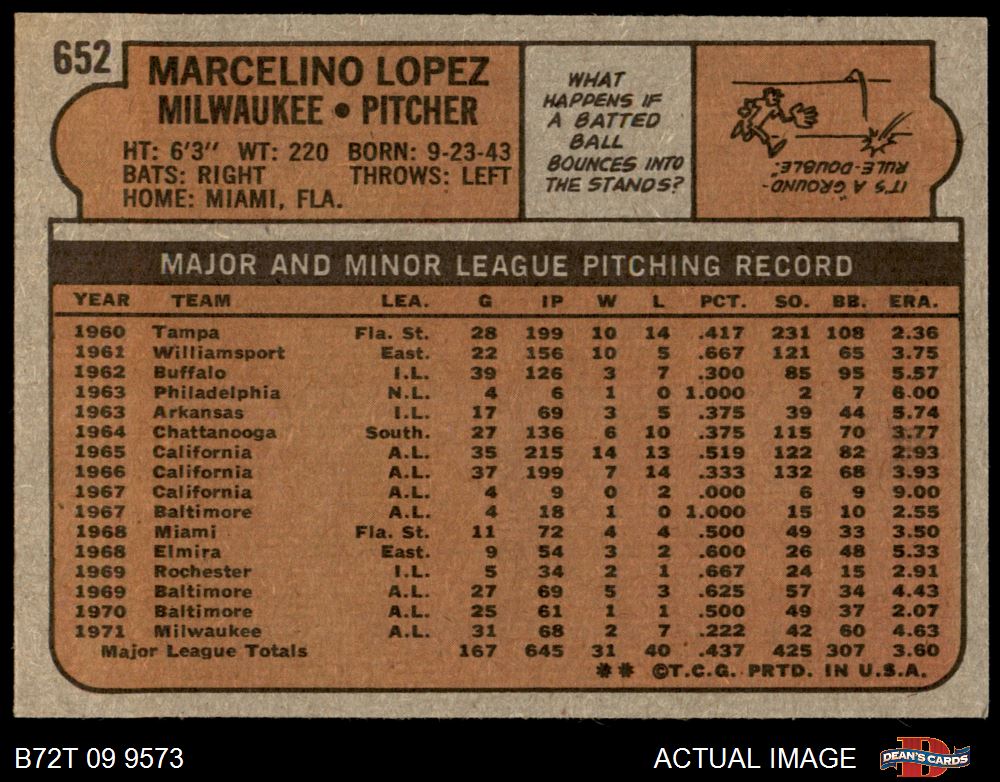 652
MARCELINO LOPEZ
MILWAUKEE • PITCHER
HT: 6'3" WT: 220 BORN: 9-23-43
BATS: RIGHT THROWS: LEFT
HOME: MIAMI, FLA.
WHAT
HAPPENS IF
A BATTED
BALL
BOUNCES INTO
THE STANDS?
IT'S A GROUND-
RULE-DOUBLE."
MAJOR AND MINOR LEAGUE PITCHING RECORD
YEAR TEAM LEA. G IP W L PCT. SO. BB. ERA.
1960 Tampa Fla. St. 28 199 10 14 .417 231 108 2.36
1961 Williamsport East. 22 156 10 5 .667 121 65 3.75
1962 Buffalo I.L. 39 126 3 7 .300 85 95 5.57
1963 Philadelphia N.L. 4 6 1 0 1.000 2 7 6.00
1963 Arkansas I.L. 17 69 3 5 .375 39 44 5.74
1964 Chattanooga South. 27 136 6 10 .375 115 70 3.77
1965 California A.L. 35 215 14 13 .519 122 82 2.93
1966 California A.L. 37 199 7 14 .333 132 68 3.93
1967 California A.L. 4 9 0 2 .000 6 9 9.00
1967 Baltimore A.L. 4 18 1 0 1.000 15 10 2.55
1968 Miami Fla. St. 11 72 4 4 .500 49 33 3.50
1968 Elmira East. 9 54 3 2 .600 26 48 5.33
1969 Rochester I.L. 5 34 2 1 .667 24 15 2.91
1969 Baltimore A.L. 27 69 5 3 .625 57 34 4.43
1970 Baltimore A.L. 25 61 1 1 .500 49 37 2.07
1971 Milwaukee A.L. 31 68 2 7 .222 42 60 4.63
Major League Totals 167 645 31 40 .437 425 307 3.60
** ©T.C.G. PRTD. IN U.S.A.
B72T 09 9573
ACTUAL IMAGE
DEAN'S CARDS